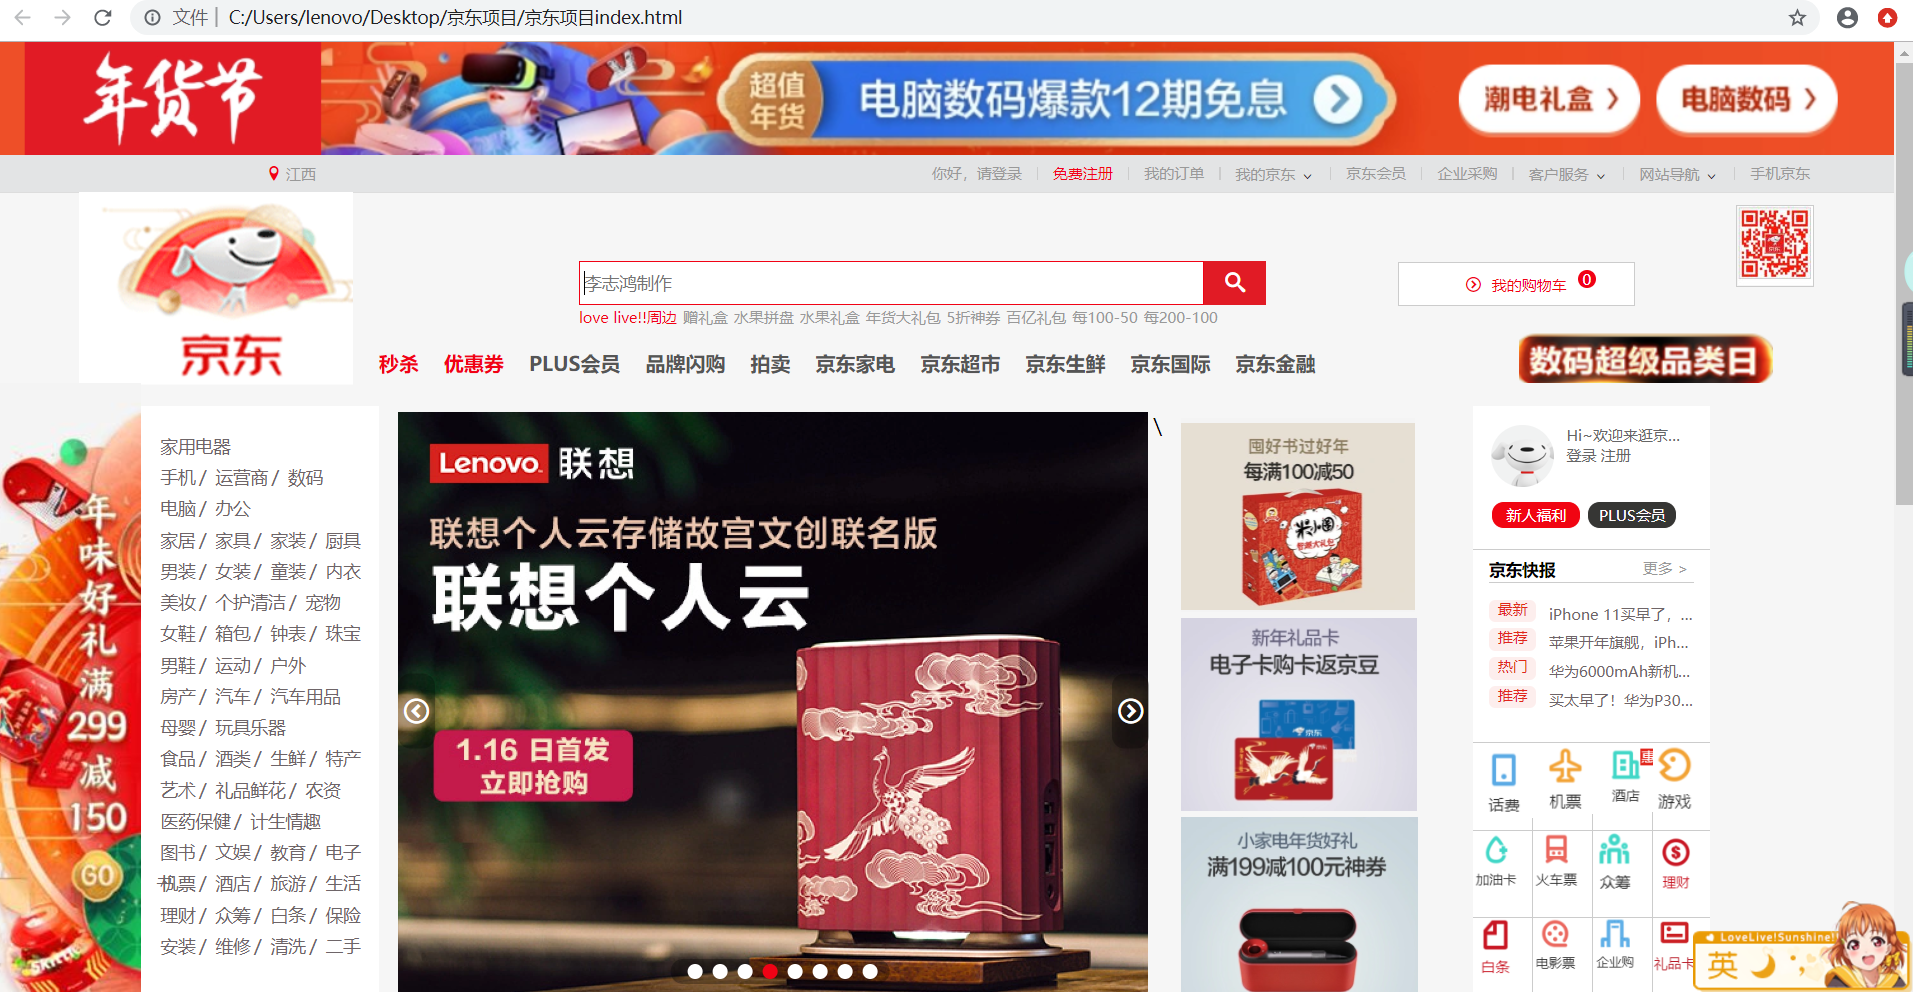 文件 | C:/Users/lenovo/Desktop/京东项目/京东项目index.html
年货节
超值年货
电脑数码爆款12期免息
潮电礼盒 >
电脑数码 >
江西
你好，请登录 免费注册 我的订单 我的京东 京东会员 企业采购 客户服务 网站导航 手机京东
京东
李志鸿制作
我的购物车 0
love live!!周边 赠礼盒 水果拼盘 水果礼盒 年货大礼包 5折神券 百亿礼包 每100-50 每200-100
秒杀 优惠券 PLUS会员 品牌闪购 拍卖 京东家电 京东超市 京东生鲜 京东国际 京东金融
数码超级品类日
年味好礼满299减150
GO
家用电器
手机/ 运营商/ 数码
电脑/ 办公
家居/ 家具/ 家装/ 厨具
男装/ 女装/ 童装/ 内衣
美妆/ 个护清洁/ 宠物
女鞋/ 箱包/ 钟表/ 珠宝
男鞋/ 运动/ 户外
房产/ 汽车/ 汽车用品
母婴/ 玩具乐器
食品/ 酒类/ 生鲜/ 特产
艺术/ 礼品鲜花/ 农资
医药保健/ 计生情趣
图书/ 文娱/ 教育/ 电子
机票/ 酒店/ 旅游/ 生活
理财/ 众筹/ 白条/ 保险
安装/ 维修/ 清洗/ 二手
Lenovo 联想
联想个人云存储故宫文创联名版
联想个人云
1.16 日首发
立即抢购
\
囤好书过好年
每满100减50
米小圈
新年礼品卡
电子卡购卡返京豆
京东
小家电年货好礼
满199减100元神券
Hi~欢迎来逛京...
登录 注册
新人福利 PLUS会员
京东快报 更多 >
最新 iPhone 11买早了，...
推荐 苹果开年旗舰，iPh...
热门 华为6000mAh新机...
推荐 买太早了！华为P30...
惠
话费 机票 酒店 游戏
加油卡 火车票 众筹 理财
白条 电影票 企业购 礼品卡
LoveLive!Sunshine!!
英